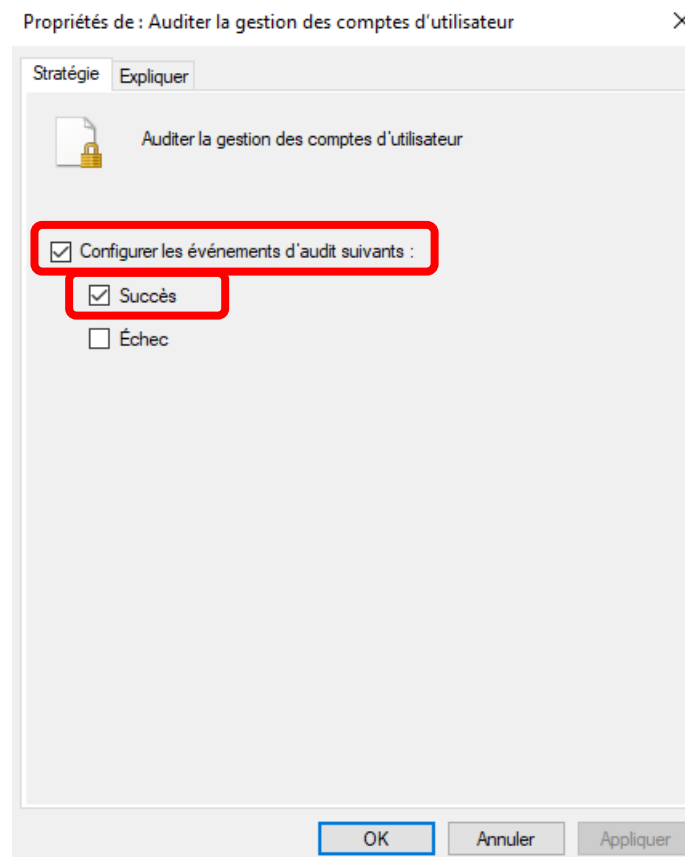 Propriétés de : Auditer la gestion des comptes d'utilisateur
Stratégie Expliquer
Auditer la gestion des comptes d'utilisateur
Configurer les événements d'audit suivants :
Succès
Échec
OK Annuler Appliquer